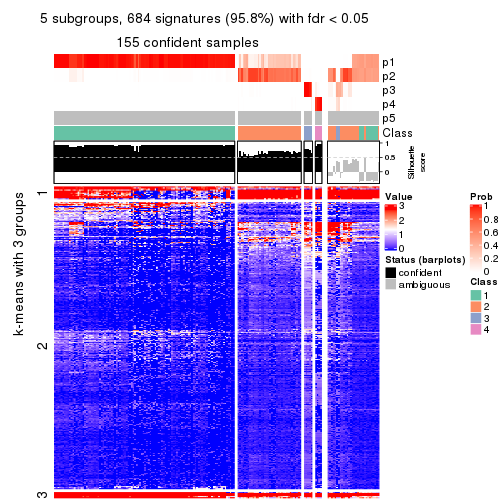 5 subgroups, 684 signatures (95.8%) with fdr < 0.05
155 confident samples
p1
p2
p3
p4
p5
Class
1
0.5
0
Silhouette
score
k-means with 3 groups
1
2
3
Value
3
2
1
0
Status (barplots)
confident
ambiguous
Prob
1
0.8
0.6
0.4
0.2
0
Class
1
2
3
4